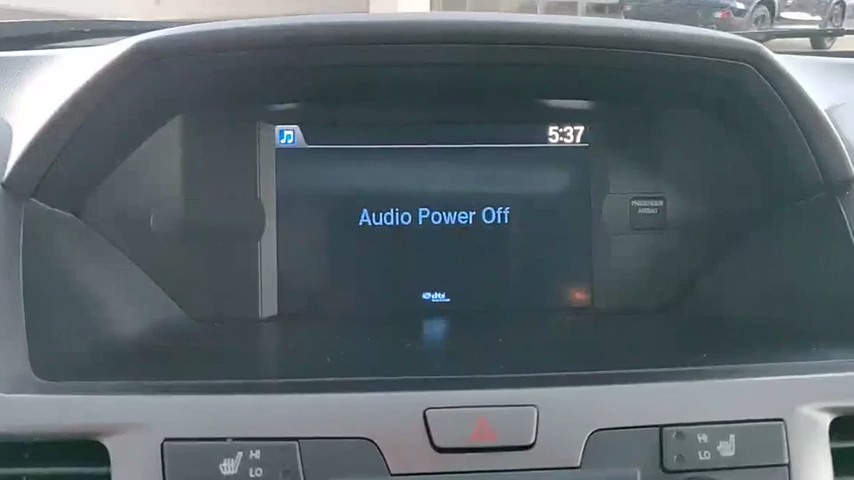 5:37
Audio Power Off
PASSENGER
AIRBAG
HI
LO
HI
LO